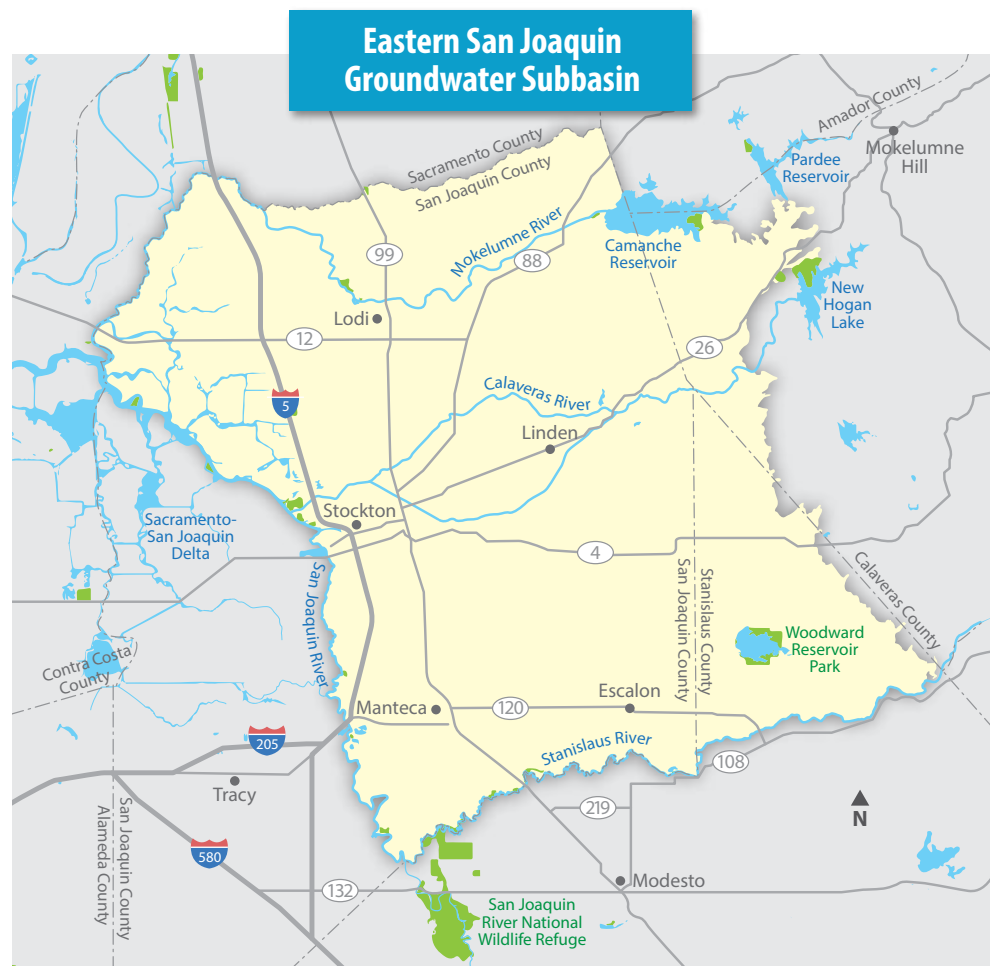 Eastern San Joaquin
Groundwater Subbasin
Amador County
Mokelumne
Hill
Pardee
Reservoir
Sacramento County
San Joaquin County
Mokelumne River
Camanche
Reservoir
99
88
New
Hogan
Lake
Lodi
12
26
5
Calaveras River
Linden
Stockton
Sacramento-
San Joaquin
Delta
4
San Joaquin River
San Joaquin County
Stanislaus County
Calaveras County
Woodward
Reservoir
Park
Contra Costa
County
Manteca
120
Escalon
205
Stanislaus River
108
Tracy
219
N
San Joaquin County
Alameda County
580
132
Modesto
San Joaquin
River National
Wildlife Refuge